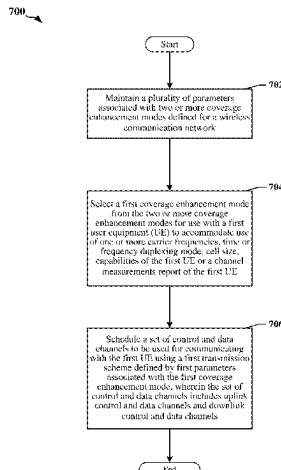 700
Start
702
Maintain a plurality of parameters
associated with two or more coverage
enhancement modes defined for a wireless
communication network
704
Select a first coverage enhancement mode
from the two or more coverage
enhancement modes for use with a first
user equipment (UE) to accommodate use
of one or more carrier frequencies, time or
frequency duplexing mode, cell size,
capabilities of the first UE or a channel
measurements report of the first UE
706
Schedule a set of control and data
channels to be used for communicating
with the first UE using a first transmission
scheme defined by first parameters
associated with the first coverage
enhancement mode, wherein the set of
control and data channels includes uplink
control and data channels and downlink
control and data channels
End